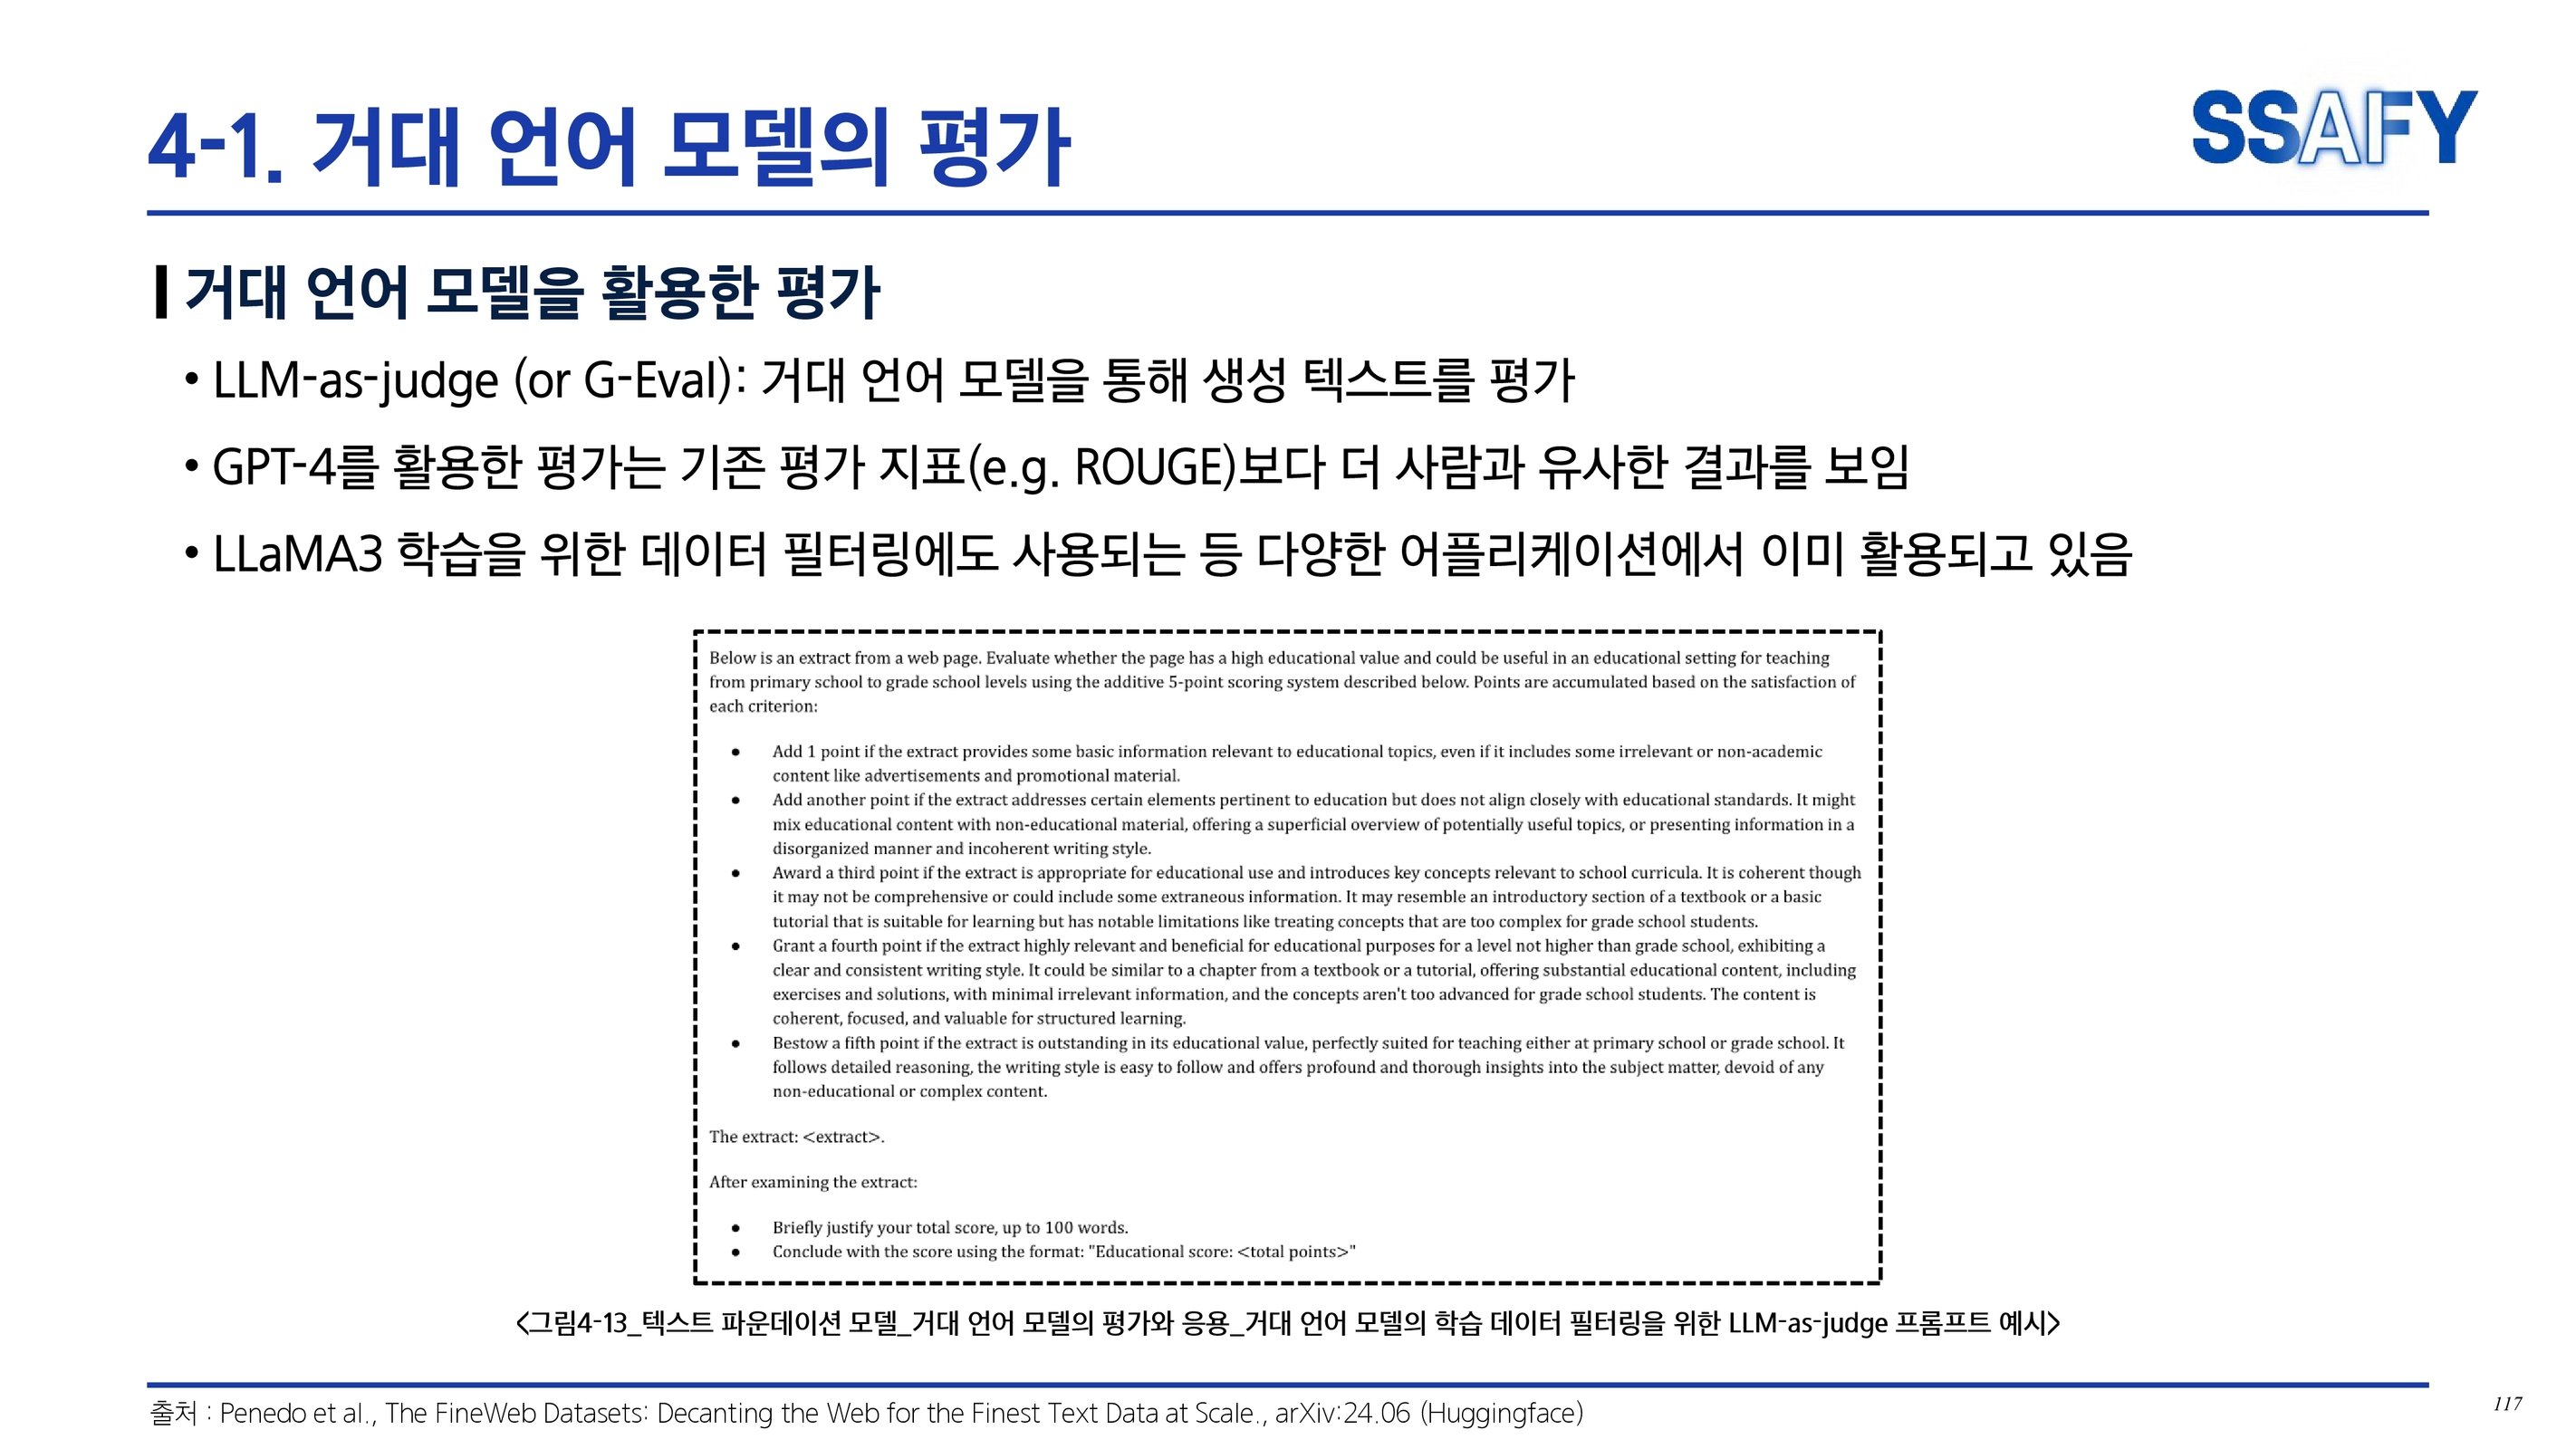 4-1. 거대 언어 모델의 평가
SSAFY
거대 언어 모델을 활용한 평가
• LLM-as-judge (or G-Eval): 거대 언어 모델을 통해 생성 텍스트를 평가
• GPT-4를 활용한 평가는 기존 평가 지표(e.g. ROUGE)보다 더 사람과 유사한 결과를 보임
• LLaMA3 학습을 위한 데이터 필터링에도 사용되는 등 다양한 어플리케이션에서 이미 활용되고 있음
Below is an extract from a web page. Evaluate whether the page has a high educational value and could be useful in an educational setting for teaching
from primary school to grade school levels using the additive 5-point scoring system described below. Points are accumulated based on the satisfaction of
each criterion:
● Add 1 point if the extract provides some basic information relevant to educational topics, even if it includes some irrelevant or non-academic
content like advertisements and promotional material.
● Add another point if the extract addresses certain elements pertinent to education but does not align closely with educational standards. It might
mix educational content with non-educational material, offering a superficial overview of potentially useful topics, or presenting information in a
disorganized manner and incoherent writing style.
● Award a third point if the extract is appropriate for educational use and introduces key concepts relevant to school curricula. It is coherent though
it may not be comprehensive or could include some extraneous information. It may resemble an introductory section of a textbook or a basic
tutorial that is suitable for learning but has notable limitations like treating concepts that are too complex for grade school students.
● Grant a fourth point if the extract highly relevant and beneficial for educational purposes for a level not higher than grade school, exhibiting a
clear and consistent writing style. It could be similar to a chapter from a textbook or a tutorial, offering substantial educational content, including
exercises and solutions, with minimal irrelevant information, and the concepts aren't too advanced for grade school students. The content is
coherent, focused, and valuable for structured learning.
● Bestow a fifth point if the extract is outstanding in its educational value, perfectly suited for teaching either at primary school or grade school. It
follows detailed reasoning, the writing style is easy to follow and offers profound and thorough insights into the subject matter, devoid of any
non-educational or complex content.
The extract: <extract>.
After examining the extract:
● Briefly justify your total score, up to 100 words.
● Conclude with the score using the format: "Educational score: <total points>"
<그림4-13_텍스트 파운데이션 모델_거대 언어 모델의 평가와 응용_거대 언어 모델의 학습 데이터 필터링을 위한 LLM-as-judge 프롬프트 예시>
출처 : Penedo et al., The FineWeb Datasets: Decanting the Web for the Finest Text Data at Scale., arXiv:24.06 (Huggingface)
117